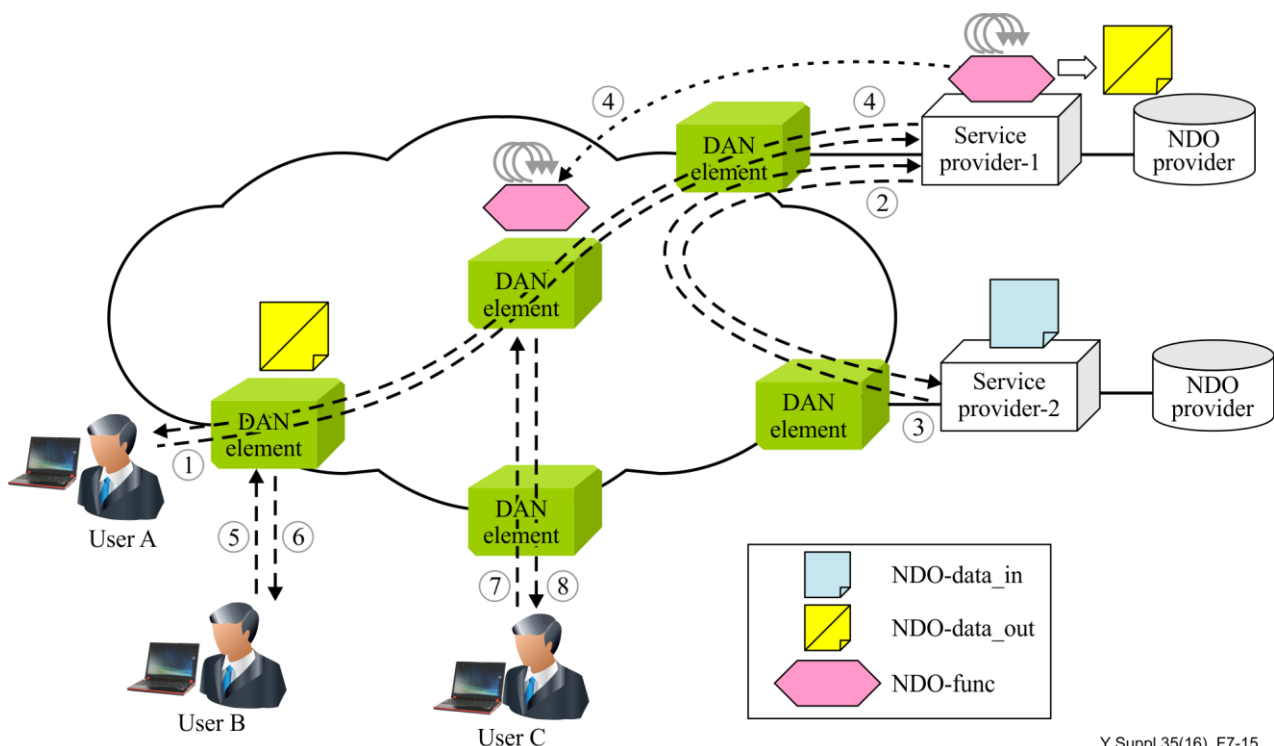 ④
④
DAN
element
Service
provider-1
NDO
provider
②
DAN
element
DAN
element
Service
provider-2
NDO
provider
DAN
element
③
①
User A
⑤
⑥
DAN
element
⑦
⑧
User B
User C
NDO-data_in
NDO-data_out
NDO-func
Y.Suppl.35(16)_F7-15